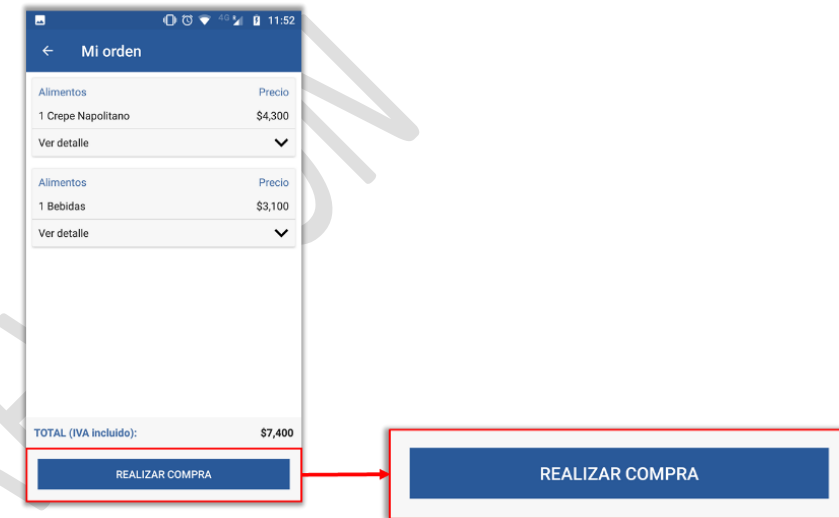 4G 11:52
Mi orden
Alimentos Precio
1 Crepe Napolitano $4,300
Ver detalle
Alimentos Precio
1 Bebidas $3,100
Ver detalle
TOTAL (IVA incluido): $7,400
REALIZAR COMPRA
REALIZAR COMPRA